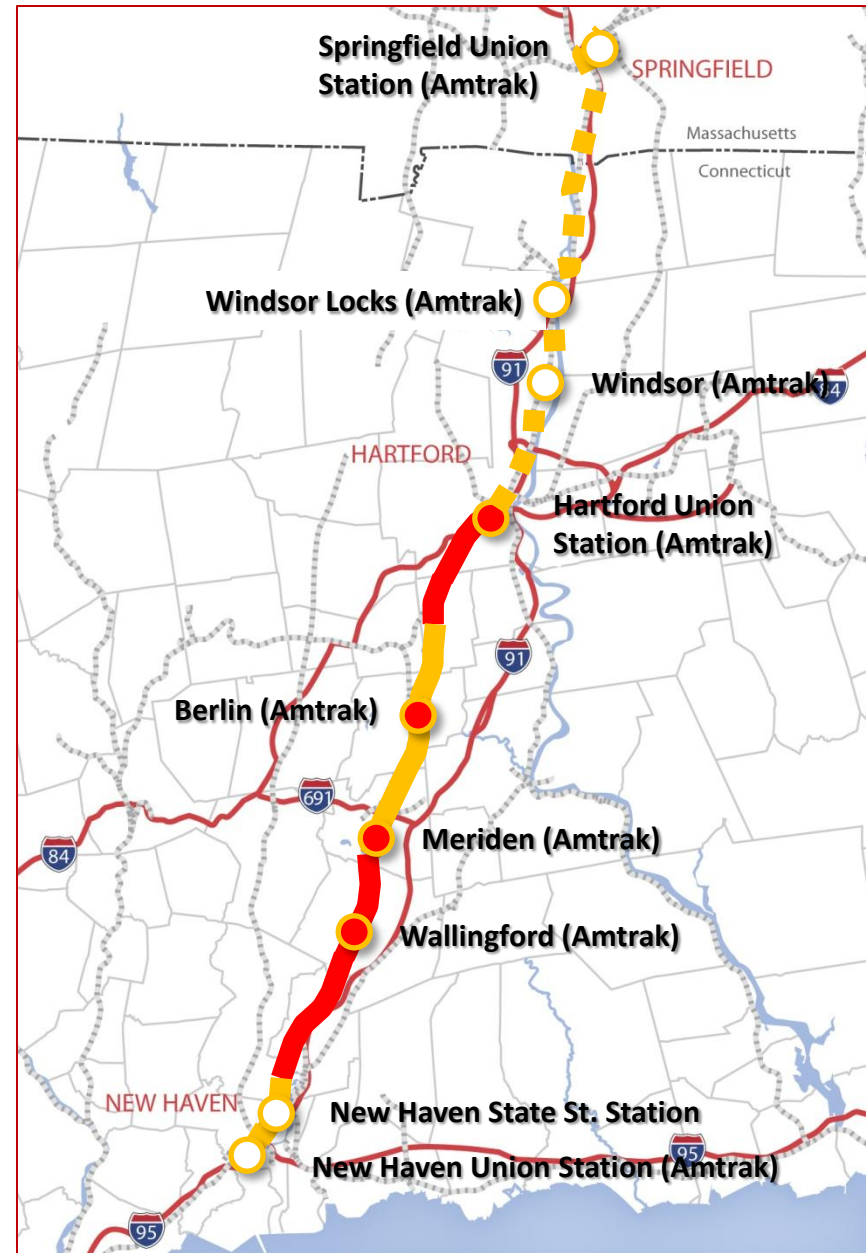 Springfield Union
Station (Amtrak)
SPRINGFIELD
Massachusetts
Connecticut
Windsor Locks (Amtrak)
91
Windsor (Amtrak)
84
HARTFORD
Hartford Union
Station (Amtrak)
91
Berlin (Amtrak)
691
84
Meriden (Amtrak)
Wallingford (Amtrak)
NEW HAVEN
New Haven State St. Station
95
New Haven Union Station (Amtrak)
95